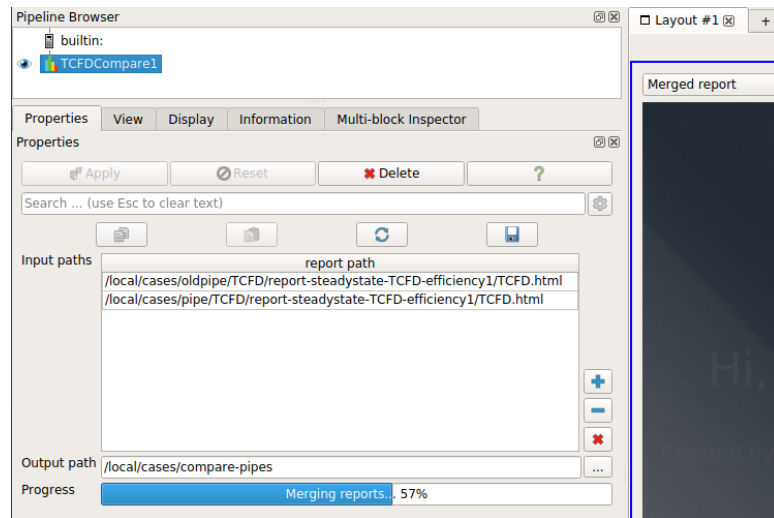 Pipeline Browser
builtin:
TCFDCompare1
Properties View Display Information Multi-block Inspector
Properties
Apply Reset Delete ?
Search ... (use Esc to clear text)
Input paths
report path
/local/cases/oldpipe/TCFD/report-steadystate-TCFD-efficiency1/TCFD.html
/local/cases/pipe/TCFD/report-steadystate-TCFD-efficiency1/TCFD.html
Output path /local/cases/compare-pipes ...
Progress Merging reports... 57%
Layout #1 +
Merged report
Hi,
Created by